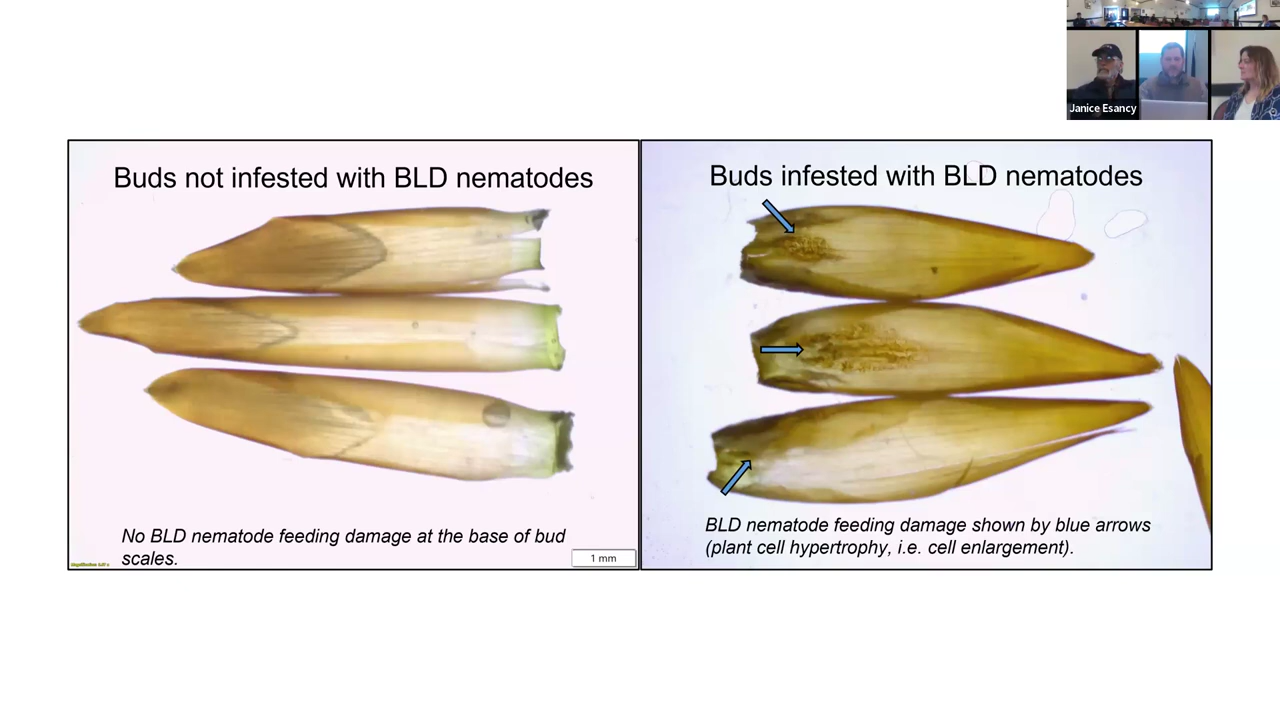 Janice Esancy
Buds not infested with BLD nematodes
No BLD nematode feeding damage at the base of bud
scales.
1 mm
Buds infested with BLD nematodes
BLD nematode feeding damage shown by blue arrows
(plant cell hypertrophy, i.e. cell enlargement).